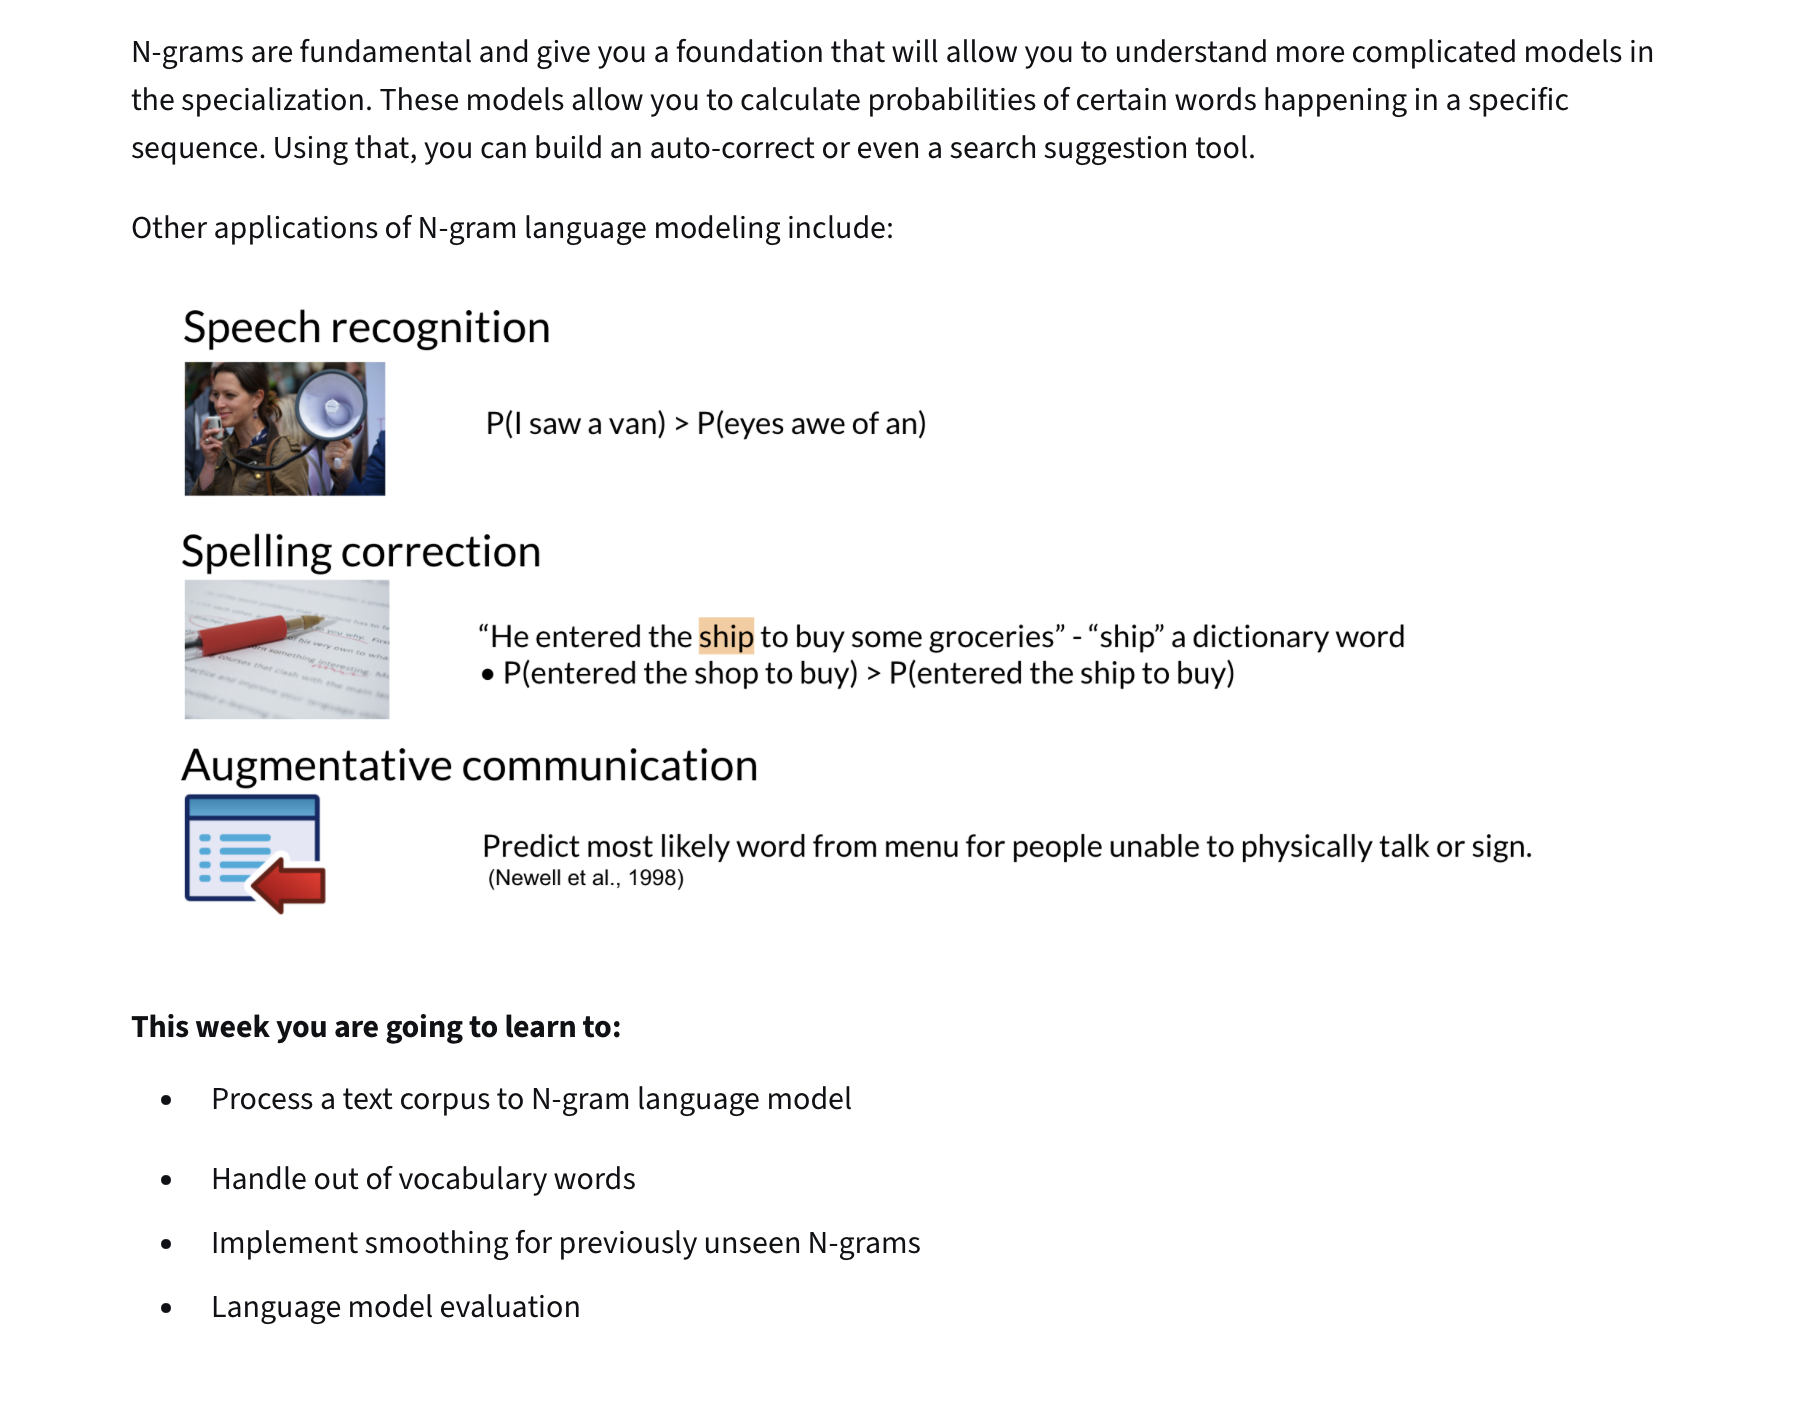 N-grams are fundamental and give you a foundation that will allow you to understand more complicated models in
the specialization. These models allow you to calculate probabilities of certain words happening in a specific
sequence. Using that, you can build an auto-correct or even a search suggestion tool.
Other applications of N-gram language modeling include:
Speech recognition
P(I saw a van) > P(eyes awe of an)
Spelling correction
“He entered the ship to buy some groceries” - “ship” a dictionary word
• P(entered the shop to buy) > P(entered the ship to buy)
Augmentative communication
Predict most likely word from menu for people unable to physically talk or sign.
(Newell et al., 1998)
This week you are going to learn to:
• Process a text corpus to N-gram language model
• Handle out of vocabulary words
• Implement smoothing for previously unseen N-grams
• Language model evaluation